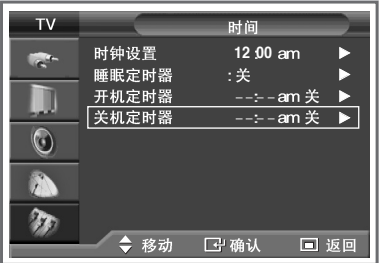 TV 时间
时钟设置 12:00 am ▶
睡眠定时器 :关 ▶
开机定时器 --:--am 关 ▶
关机定时器 --:--am 关 ▶
移动 确认 返回